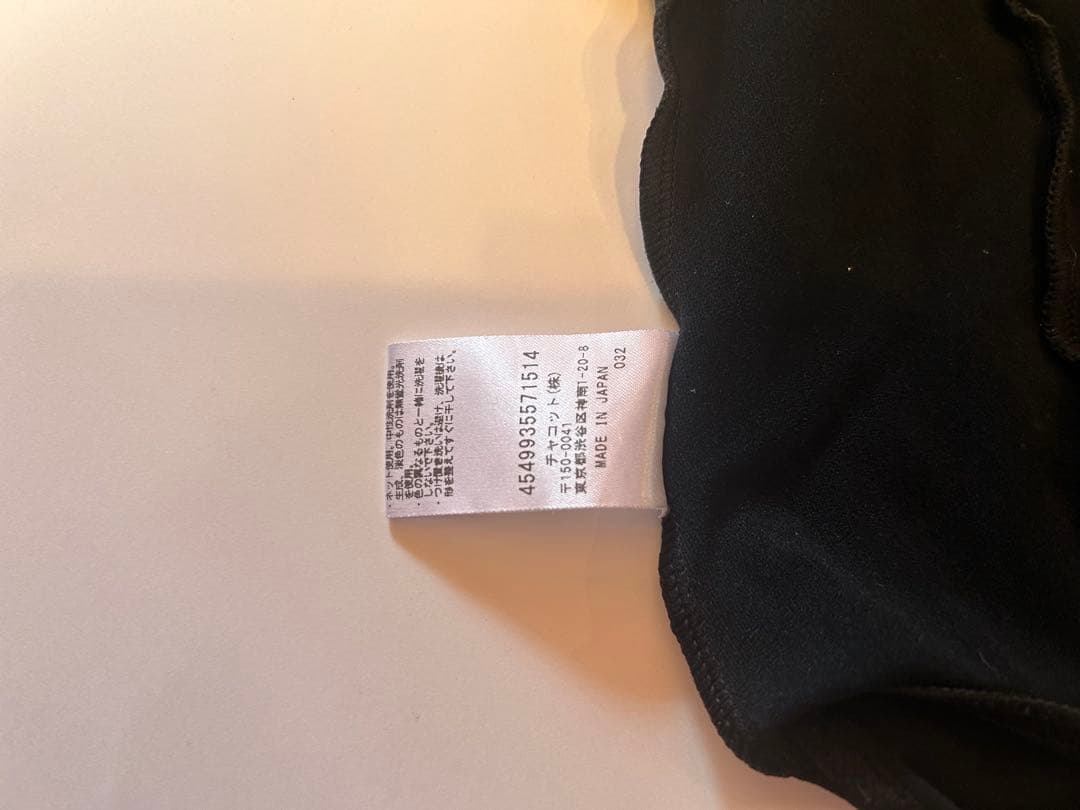 ・ネット使用。中性洗剤を使用。
生成、淡色のものは無蛍光洗剤
を使用。
・色の異なるものと一緒に洗濯を
しないで下さい。
・つけ置き洗いは避け、洗濯後は
形を整えてすぐに干して下さい。
4549935571514
チャコット(株)
〒150-0041
東京都渋谷区神南1-20-8
MADE IN JAPAN
032